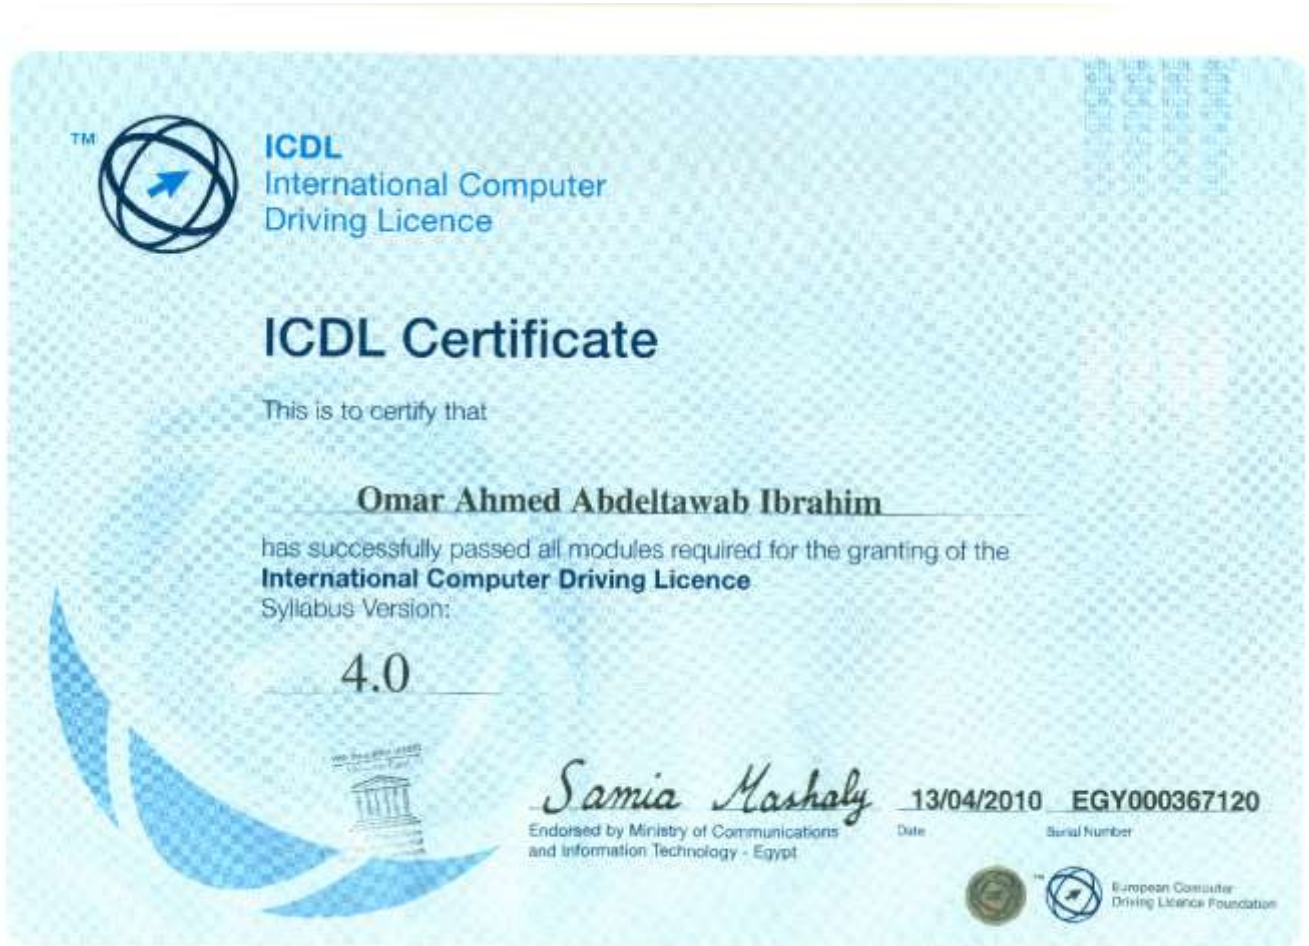 TM
ICDL
International Computer
Driving Licence
ICDL Certificate
This is to certify that
Omar Ahmed Abdeltawab Ibrahim
has successfully passed all modules required for the granting of the
International Computer Driving Licence
Syllabus Version:
4.0
Samia Mashaly
13/04/2010 EGY000367120
Endorsed by Ministry of Communications
and Information Technology - Egypt
Date
Serial Number
TM
European Computer
Driving Licence Foundation